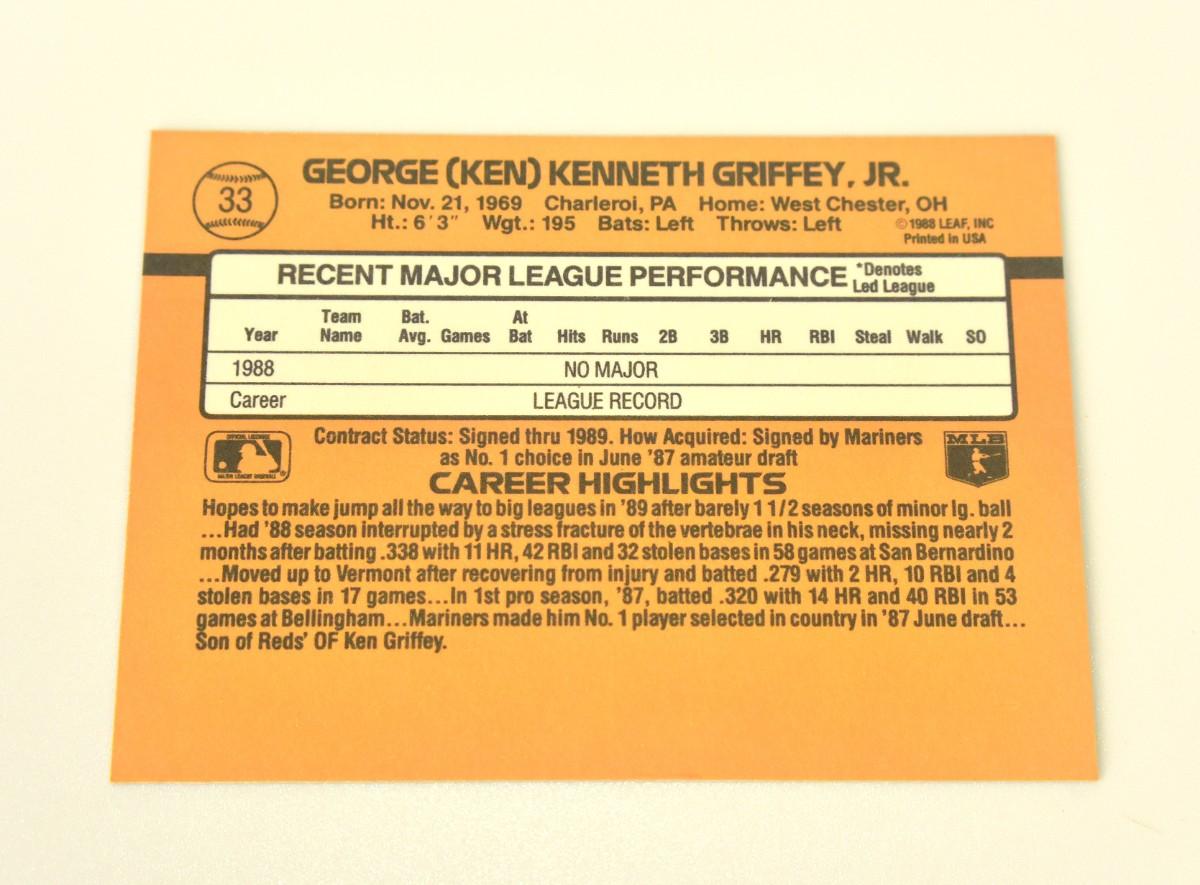 33
GEORGE (KEN) KENNETH GRIFFEY, JR.
Born: Nov. 21, 1969 Charleroi, PA Home: West Chester, OH
Ht.: 6'3" Wgt.: 195 Bats: Left Throws: Left
©1988 LEAF, INC
Printed in USA
RECENT MAJOR LEAGUE PERFORMANCE
*Denotes
Led League
Year Team Name Bat. Avg. Games At Bat Hits Runs 2B 3B HR RBI Steal Walk SO
1988 NO MAJOR
Career LEAGUE RECORD
OFFICIAL LICENSEE
MAJOR LEAGUE BASEBALL
Contract Status: Signed thru 1989. How Acquired: Signed by Mariners
as No. 1 choice in June '87 amateur draft
MLB
CAREER HIGHLIGHTS
Hopes to make jump all the way to big leagues in '89 after barely 1 1/2 seasons of minor lg. ball
...Had '88 season interrupted by a stress fracture of the vertebrae in his neck, missing nearly 2
months after batting .338 with 11 HR, 42 RBI and 32 stolen bases in 58 games at San Bernardino
...Moved up to Vermont after recovering from injury and batted .279 with 2 HR, 10 RBI and 4
stolen bases in 17 games...In 1st pro season, '87, batted .320 with 14 HR and 40 RBI in 53
games at Bellingham...Mariners made him No. 1 player selected in country in '87 June draft...
Son of Reds' OF Ken Griffey.